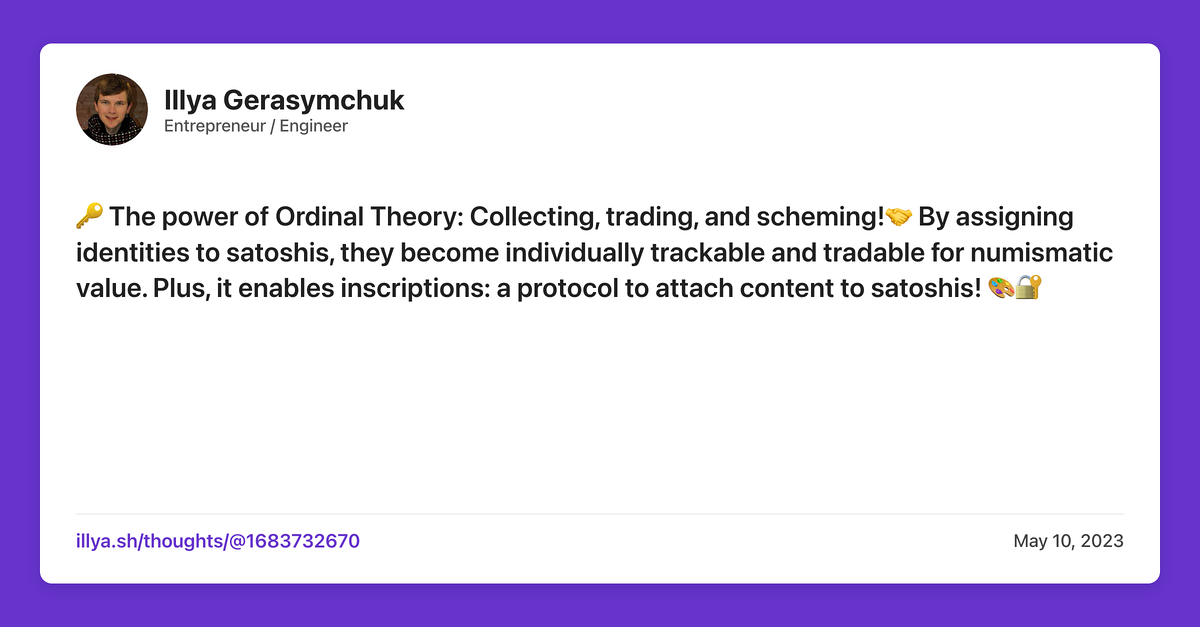 Illya Gerasymchuk
Entrepreneur / Engineer
🔑 The power of Ordinal Theory: Collecting, trading, and scheming!🤝 By assigning
identities to satoshis, they become individually trackable and tradable for numismatic
value. Plus, it enables inscriptions: a protocol to attach content to satoshis! 🎨🔐
illya.sh/thoughts/@1683732670
May 10, 2023